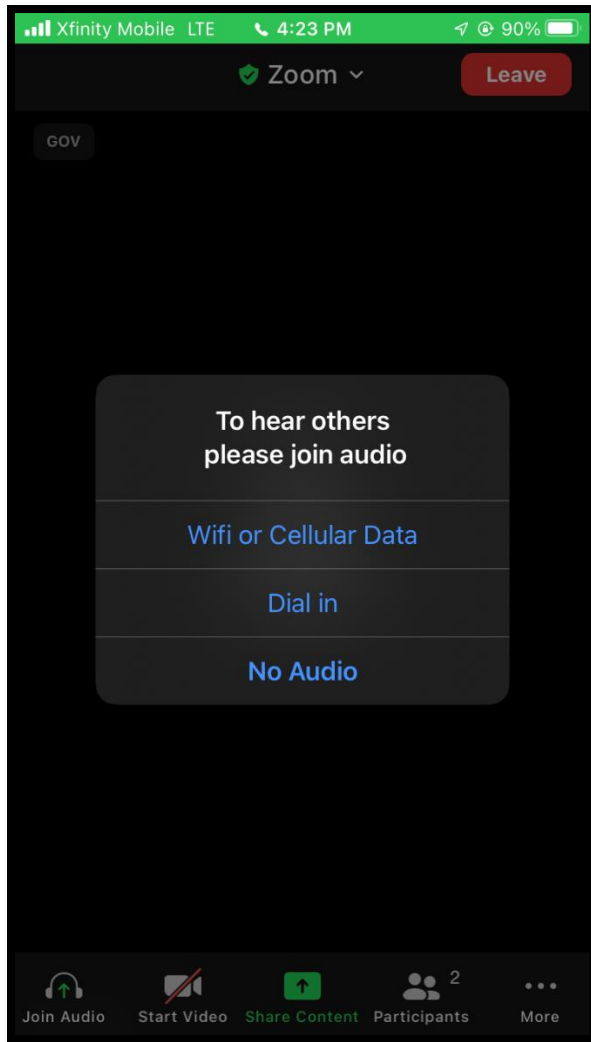 Xfinity Mobile LTE 4:23 PM 90%
Zoom Leave
GOV
To hear others
please join audio
Wifi or Cellular Data
Dial in
No Audio
2
Join Audio Start Video Share Content Participants More